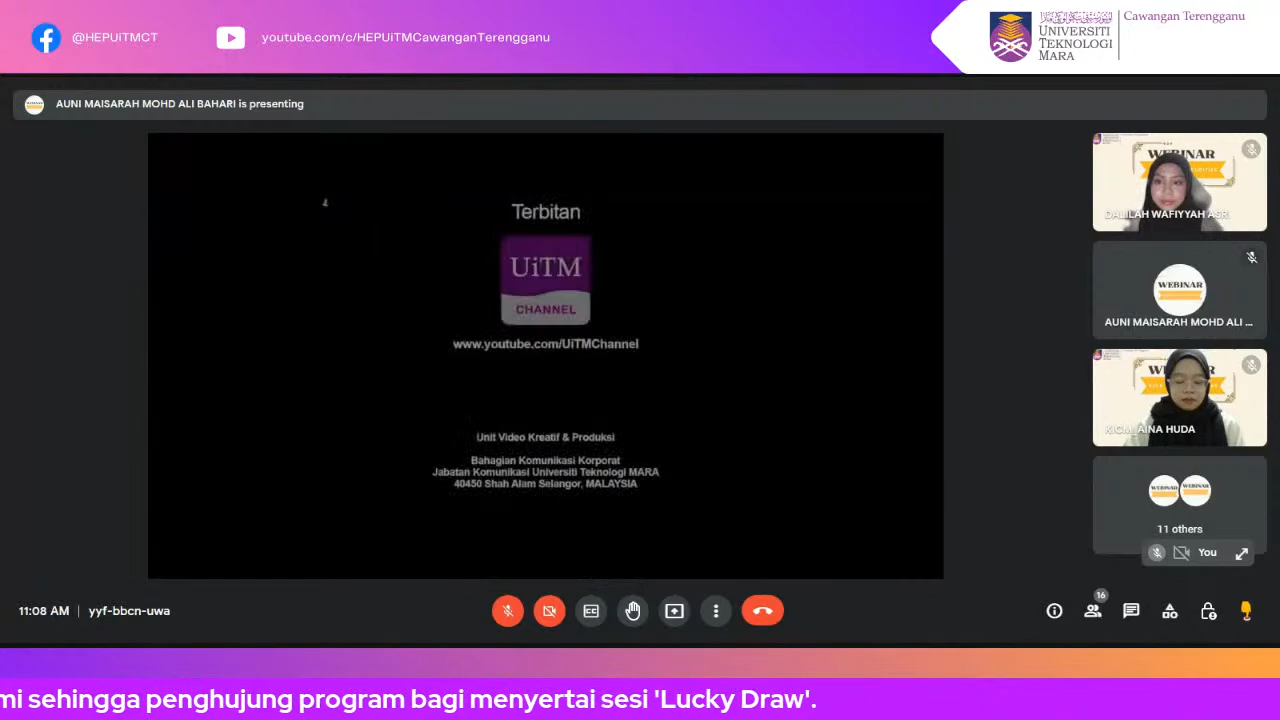 @HEPUiTMCT
youtube.com/c/HEPUiTMCawanganTerengganu
UNIVERSITI
TEKNOLOGI
MARA
Cawangan Terengganu
AUNI MAISARAH MOHD ALI BAHARI is presenting
Terbitan
UiTM
CHANNEL
www.youtube.com/UiTMChannel
Unit Video Kreatif & Produksi
Bahagian Komunikasi Korporat
Jabatan Komunikasi Universiti Teknologi MARA
40450 Shah Alam Selangor, MALAYSIA
WEBINAR
DALILAH WAFIYYAH ASR
WEBINAR
AUNI MAISARAH MOHD ALI ...
AINA HUDA
WEBINAR
WEBINAR
11 others
You
11:08 AM | yyf-bbcn-uwa
16
mi sehingga penghujung program bagi menyertai sesi 'Lucky Draw'.